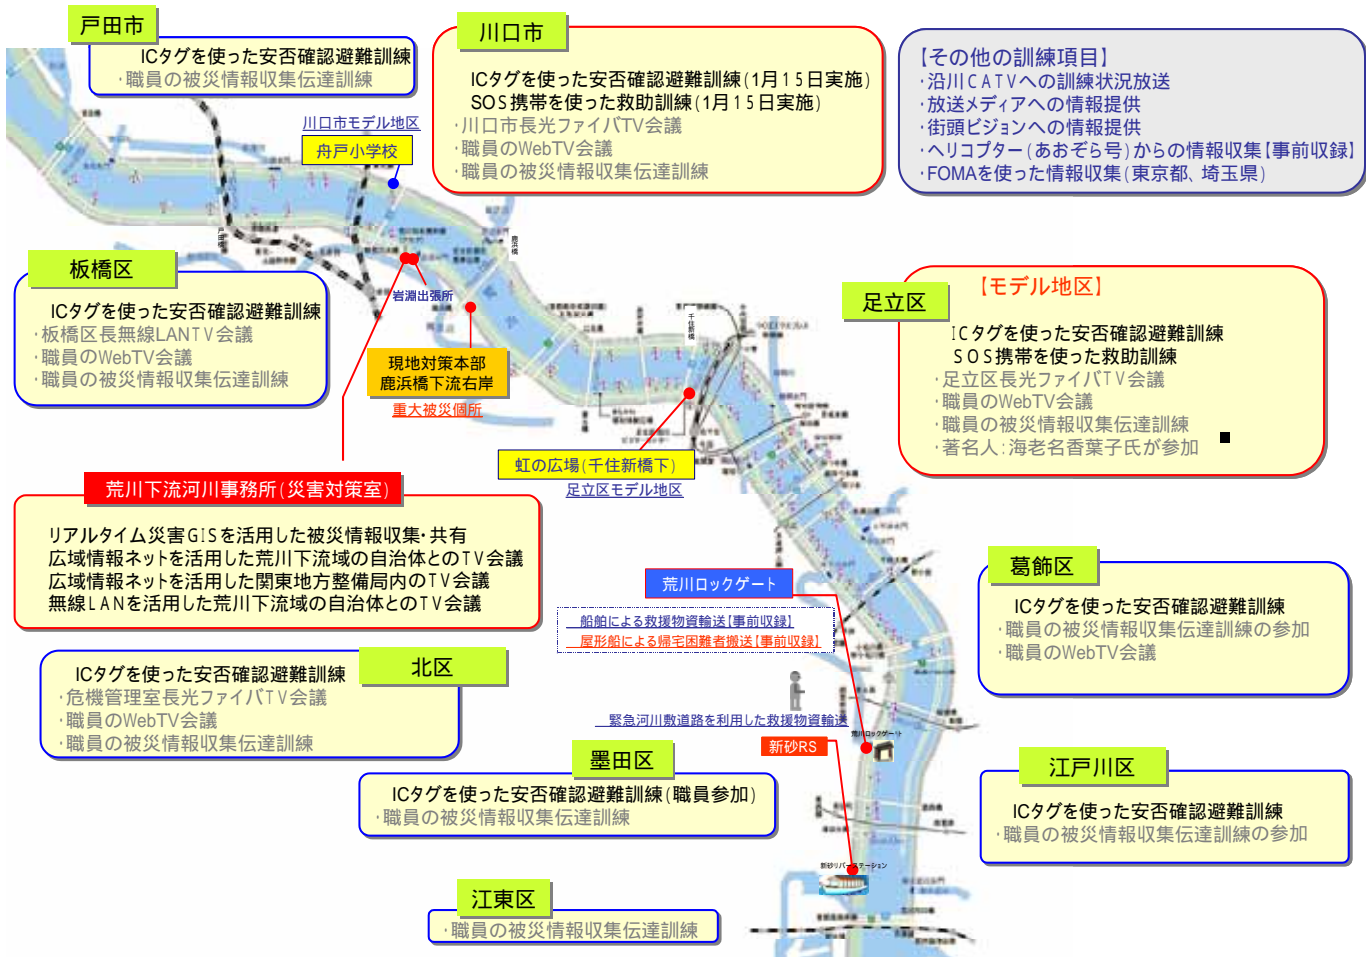 戸田市
ICタグを使った安否確認避難訓練
・職員の被災情報収集伝達訓練
川口市
ICタグを使った安否確認避難訓練(1月15日実施)
SOS携帯を使った救助訓練(1月15日実施)
・川口市長光ファイバTV会議
・職員のWebTV会議
・職員の被災情報収集伝達訓練
【その他の訓練項目】
・沿川CATVへの訓練状況放送
・放送メディアへの情報提供
・街頭ビジョンへの情報提供
・ヘリコプター(あおぞら号)からの情報収集【事前収録】
・FOMAを使った情報収集(東京都、埼玉県)
川口市モデル地区
舟戸小学校
戸田橋
鹿浜橋
板橋区
ICタグを使った安否確認避難訓練
・板橋区長無線LANTV会議
・職員のWebTV会議
・職員の被災情報収集伝達訓練
岩淵出張所
現地対策本部
鹿浜橋下流右岸
重大被災個所
千住新橋
足立区
【モデル地区】
ICタグを使った安否確認避難訓練
SOS携帯を使った救助訓練
・足立区長光ファイバTV会議
・職員のWebTV会議
・職員の被災情報収集伝達訓練
・著名人:海老名香葉子氏が参加
虹の広場(千住新橋下)
足立区モデル地区
荒川下流河川事務所(災害対策室)
リアルタイム災害GISを活用した被災情報収集・共有
広域情報ネットを活用した荒川下流域の自治体とのTV会議
広域情報ネットを活用した関東地方整備局内のTV会議
無線LANを活用した荒川下流域の自治体とのTV会議
荒川ロックゲート
船舶による救援物資輸送【事前収録】
屋形船による帰宅困難者搬送【事前収録】
葛飾区
ICタグを使った安否確認避難訓練
・職員の被災情報収集伝達訓練の参加
・職員のWebTV会議
北区
ICタグを使った安否確認避難訓練
・危機管理室長光ファイバTV会議
・職員のWebTV会議
・職員の被災情報収集伝達訓練
緊急河川敷道路を利用した救援物資輸送
新砂RS
荒川ロックゲート
墨田区
ICタグを使った安否確認避難訓練(職員参加)
・職員の被災情報収集伝達訓練
江戸川区
ICタグを使った安否確認避難訓練
・職員の被災情報収集伝達訓練の参加
新砂リバーステーション
江東区
・職員の被災情報収集伝達訓練